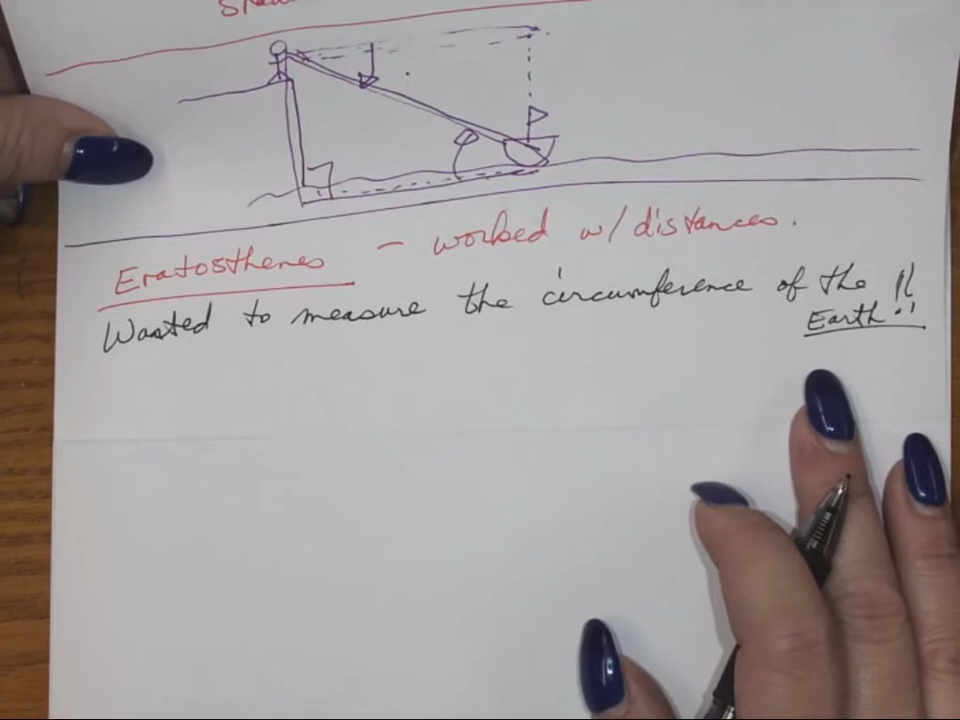 Eratosthenes - worked w/ distances.
Wanted to measure the circumference of the
Earth!!